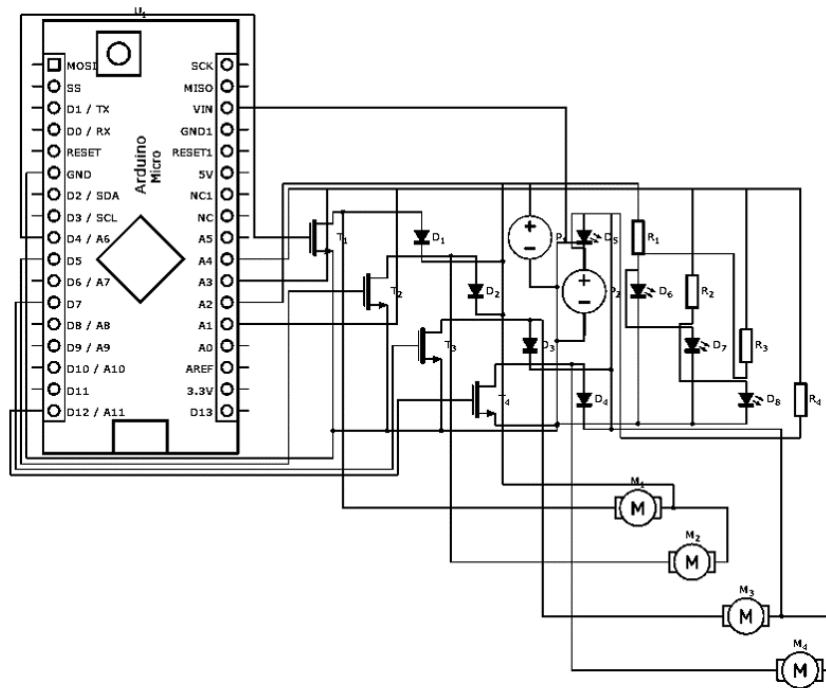 U1
MOSI SCK
SS MISO
D1 / TX VIN
D0 / RX GND1
RESET RESET1
GND 5V
D2 / SDA NC1
D3 / SCL NC
D4 / A6 A5
D5 A4
D6 / A7 A3
D7 A2
D8 / A8 A1
D9 / A9 A0
D10 / A10 AREF
D11 3.3V
D12 / A11 D13
Arduino
Micro
T1 D1 D5 R1
T2 D2 P2 D6 R2
T3 D3 D7 R3
T4 D4 D8 R4
M1
M
M2
M
M3
M
M4
M